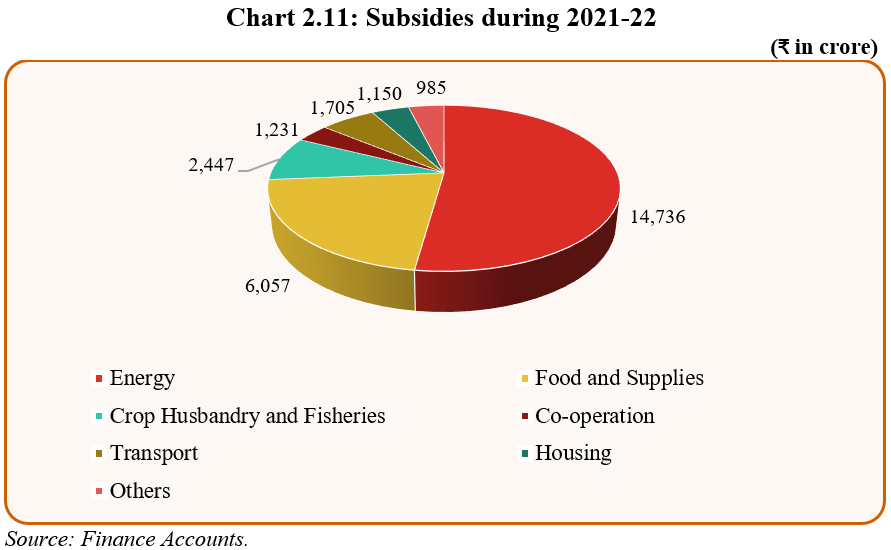 Chart 2.11: Subsidies during 2021-22
(₹ in crore)
985
1,150
1,705
1,231
2,447
14,736
6,057
Energy
Food and Supplies
Crop Husbandry and Fisheries
Co-operation
Transport
Housing
Others
Source: Finance Accounts.